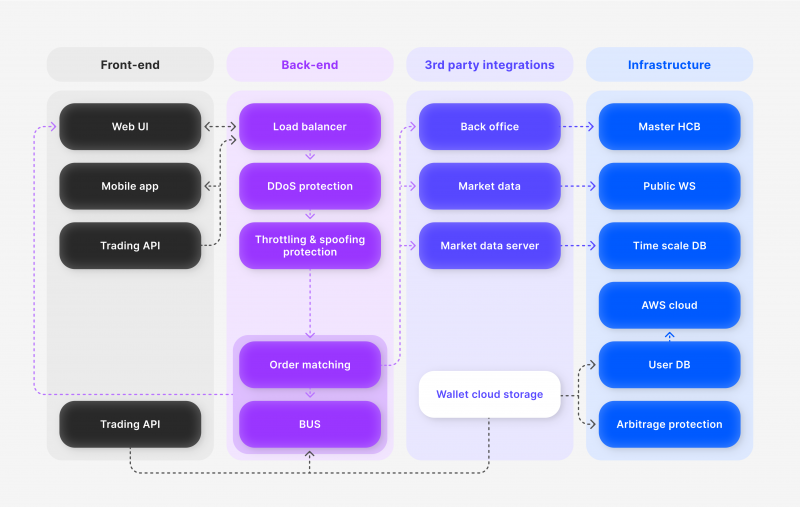 Front-end
Back-end
3rd party integrations
Infrastructure
Web UI
Load balancer
Back office
Master HCB
Mobile app
DDoS protection
Market data
Public WS
Trading API
Throttling & spoofing
protection
Market data server
Time scale DB
AWS cloud
Order matching
User DB
Wallet cloud storage
Trading API
BUS
Arbitrage protection